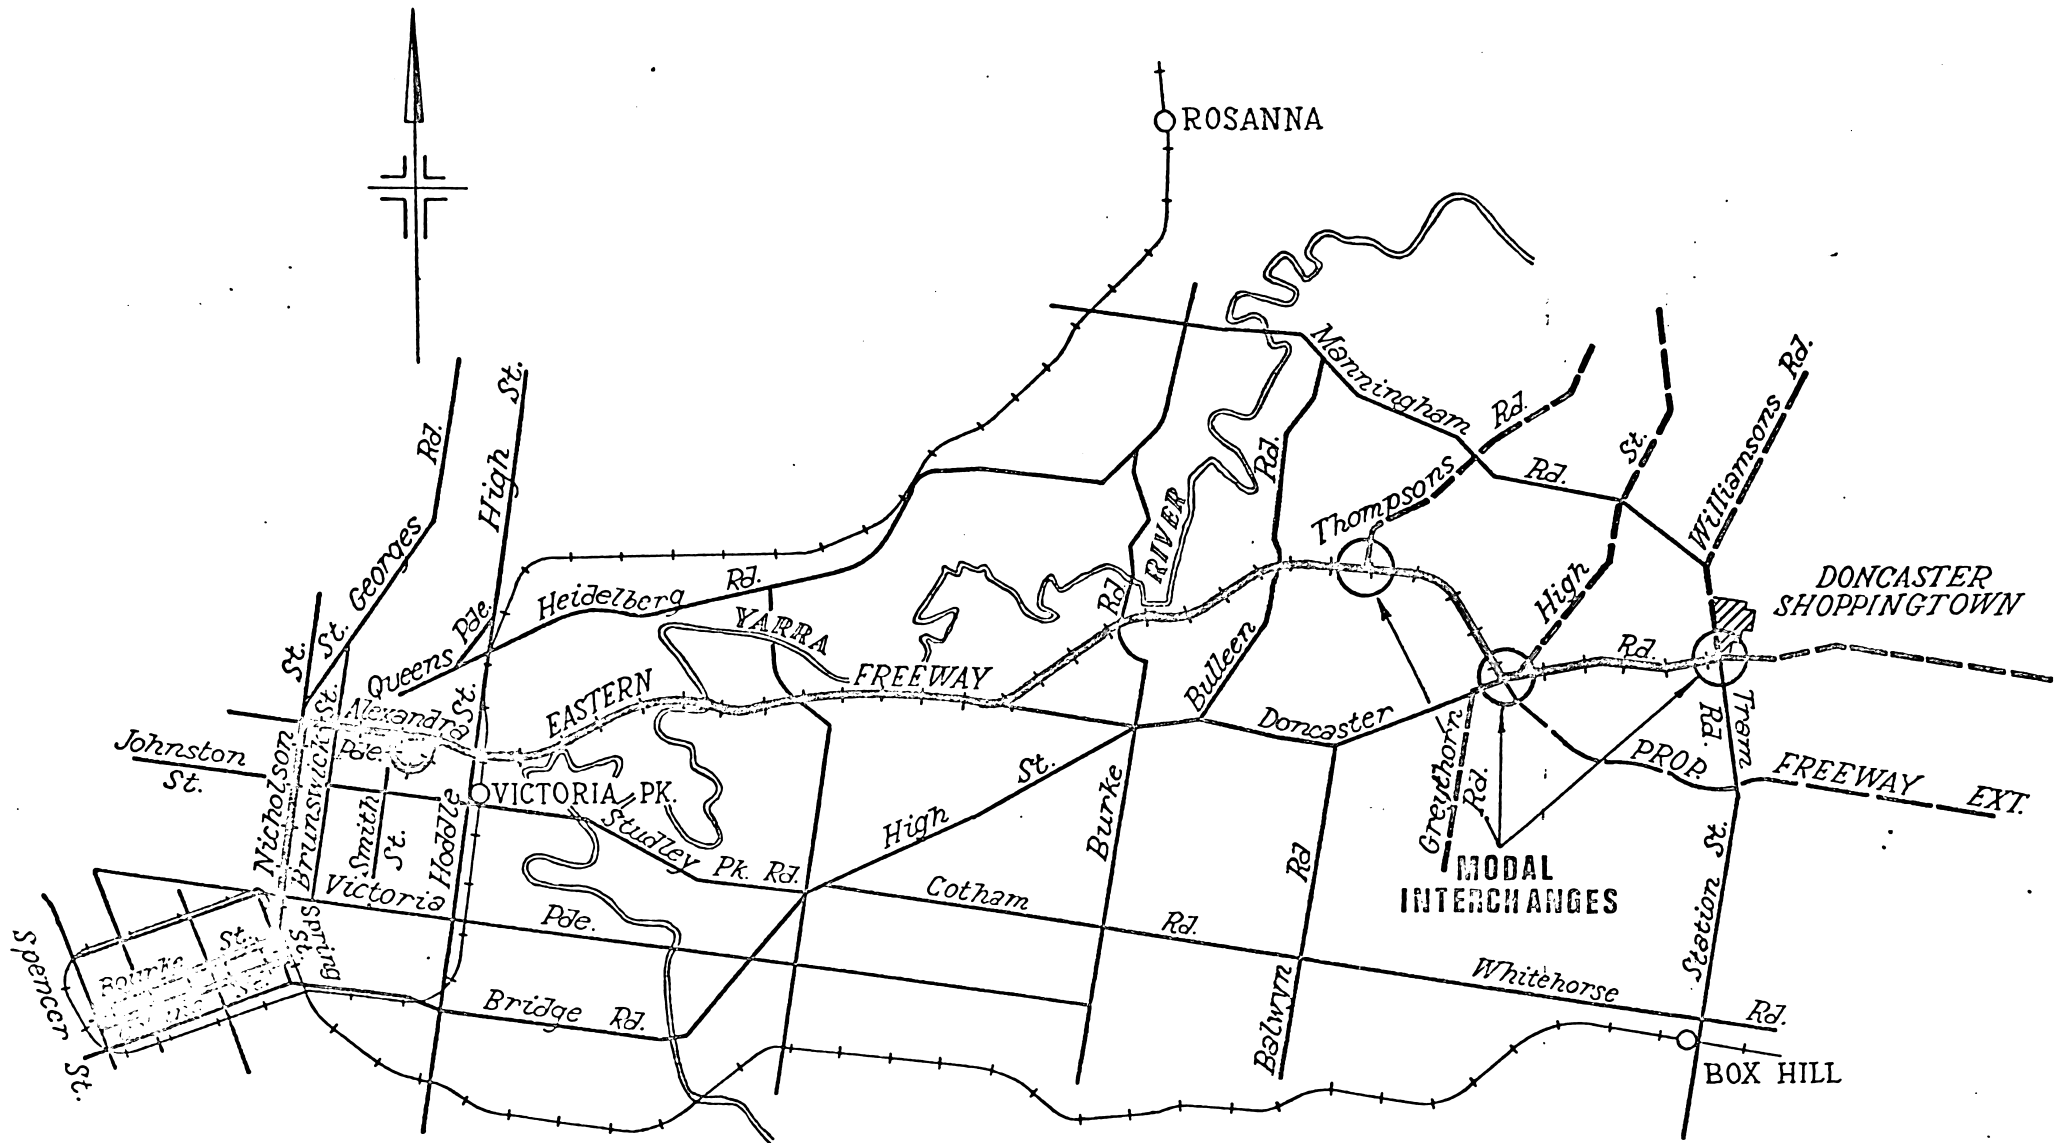 ROSANNA
Manningham
Rd.
Rd.
St.
Williamsons
Rd.
Rd.
High
St.
Georges
Rd.
St.
St.
Thompsons
Rd.
High
RIVER
YARRA
Heidelberg
Rd.
Queens
Pde.
Rd.
Bulleen
DONCASTER
SHOPPINGTOWN
EASTERN
FREEWAY
Alexandra
Pde.
St.
St.
Johnston
St.
Nicholson
Brunswick
Smith
St.
Hoddle
VICTORIA PK.
Studley
Pk.
Rd.
High
St.
Burke
Doncaster
Rd.
Greythorn
Rd.
PROP.
FREEWAY
EXT.
Tram
Rd.
MODAL
INTERCHANGES
Victoria
Pde.
Cotham
Rd.
Balwyn
Rd
Whitehorse
Rd.
Station
St.
Spencer
St.
Bourke
St.
Spring
St.
Bridge
Rd.
BOX HILL